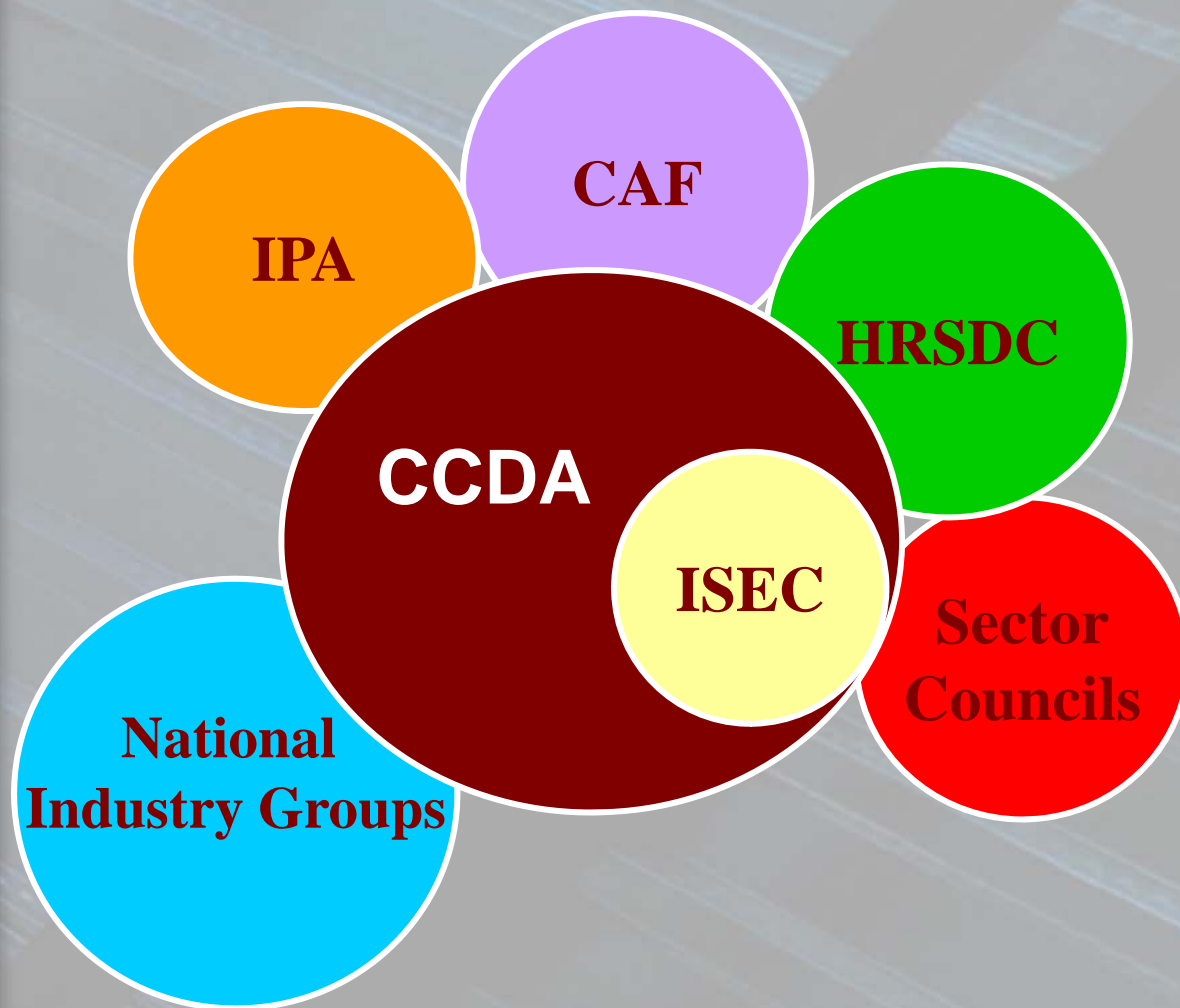 CAF
IPA
HRSDC
CCDA
ISEC
Sector
Councils
National
Industry Groups